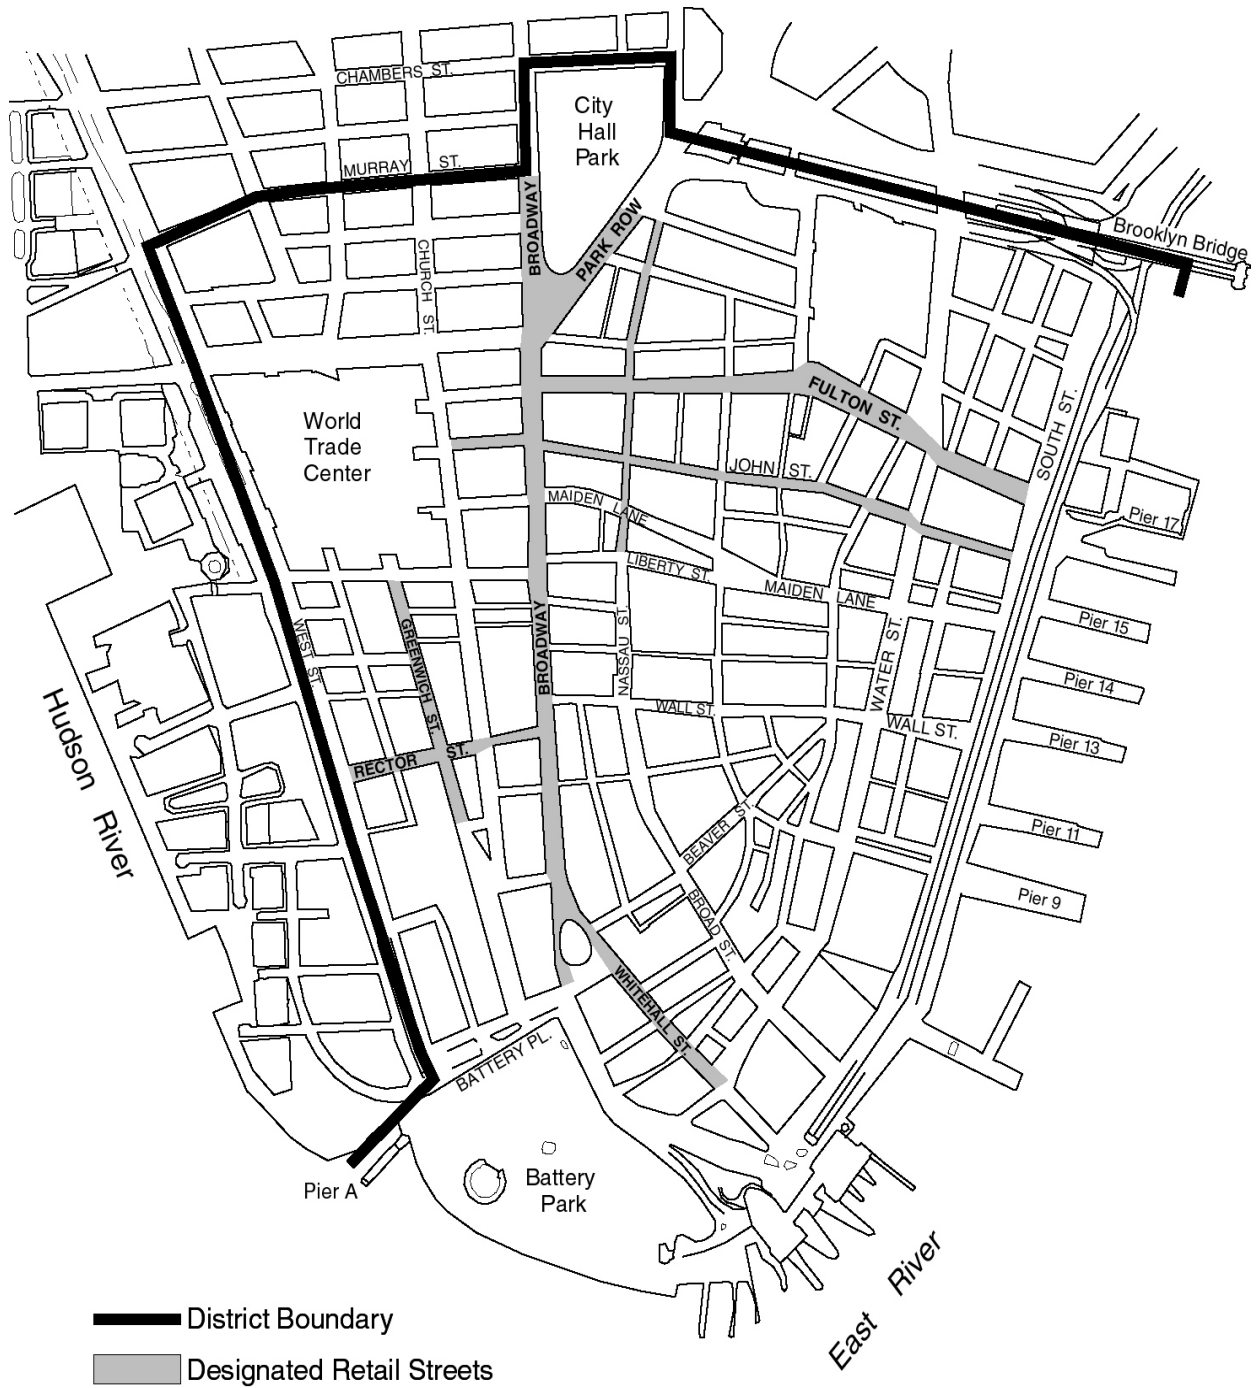 CHAMBERS ST.
City
Hall
Park
MURRAY ST.
BROADWAY
PARK ROW
Brooklyn Bridge
CHURCH ST.
FULTON ST.
SOUTH ST.
World
Trade
Center
JOHN ST.
MAIDEN LANE
Pier 17
LIBERTY ST.
MAIDEN LANE
WEST ST.
GREENWICH ST.
BROADWAY
NASSAU ST.
WATER ST.
Pier 15
Pier 14
WALL ST.
WALL ST.
Pier 13
Hudson River
RECTOR ST.
BEAVER ST.
Pier 11
BROAD ST.
Pier 9
WHITEHALL ST.
BATTERY PL.
Pier A
Battery
Park
East River
District Boundary
Designated Retail Streets